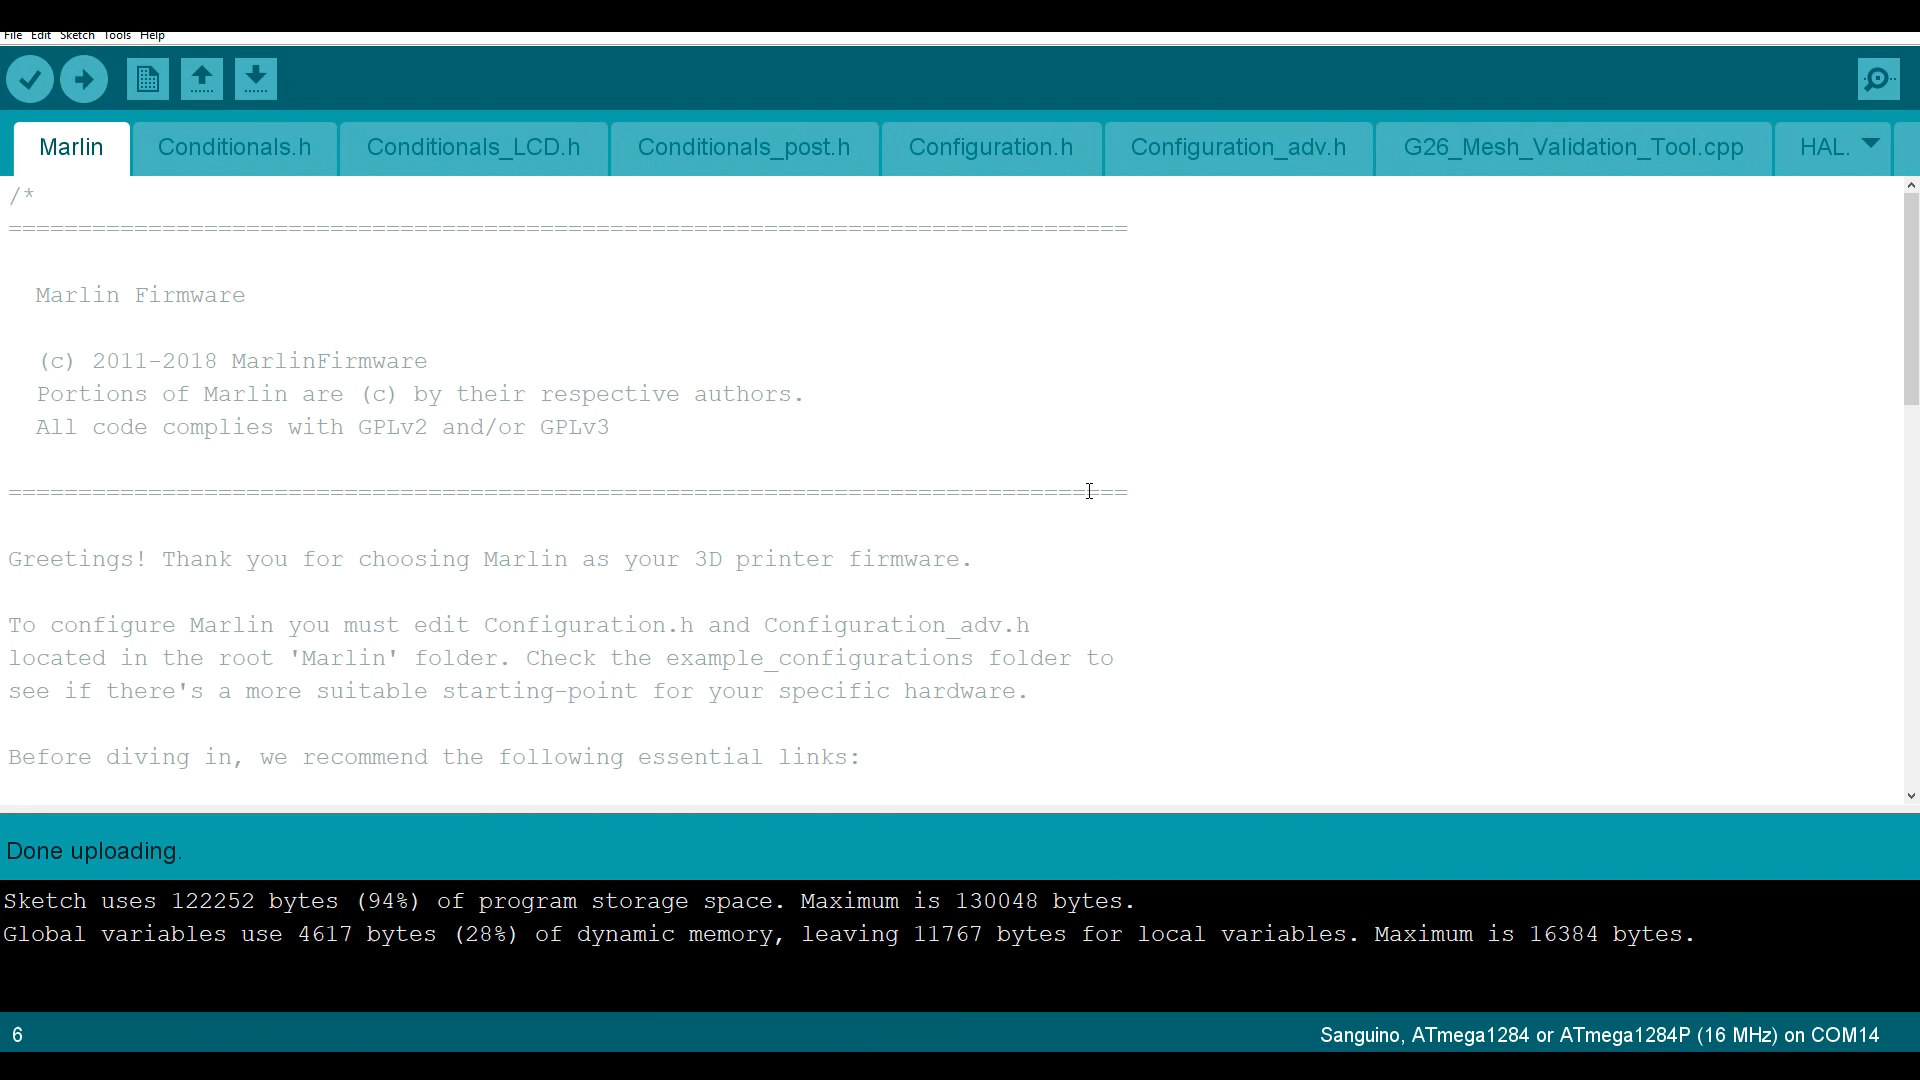 File Edit Sketch Tools Help
Marlin Conditionals.h Conditionals_LCD.h Conditionals_post.h Configuration.h Configuration_adv.h G26_Mesh_Validation_Tool.cpp HAL.
/*
================================================================================
Marlin Firmware
(c) 2011-2018 MarlinFirmware
Portions of Marlin are (c) by their respective authors.
All code complies with GPLv2 and/or GPLv3
================================================================================
Greetings! Thank you for choosing Marlin as your 3D printer firmware.
To configure Marlin you must edit Configuration.h and Configuration_adv.h
located in the root 'Marlin' folder. Check the example_configurations folder to
see if there's a more suitable starting-point for your specific hardware.
Before diving in, we recommend the following essential links:
Done uploading.
Sketch uses 122252 bytes (94%) of program storage space. Maximum is 130048 bytes.
Global variables use 4617 bytes (28%) of dynamic memory, leaving 11767 bytes for local variables. Maximum is 16384 bytes.
6 Sanguino, ATmega1284 or ATmega1284P (16 MHz) on COM14